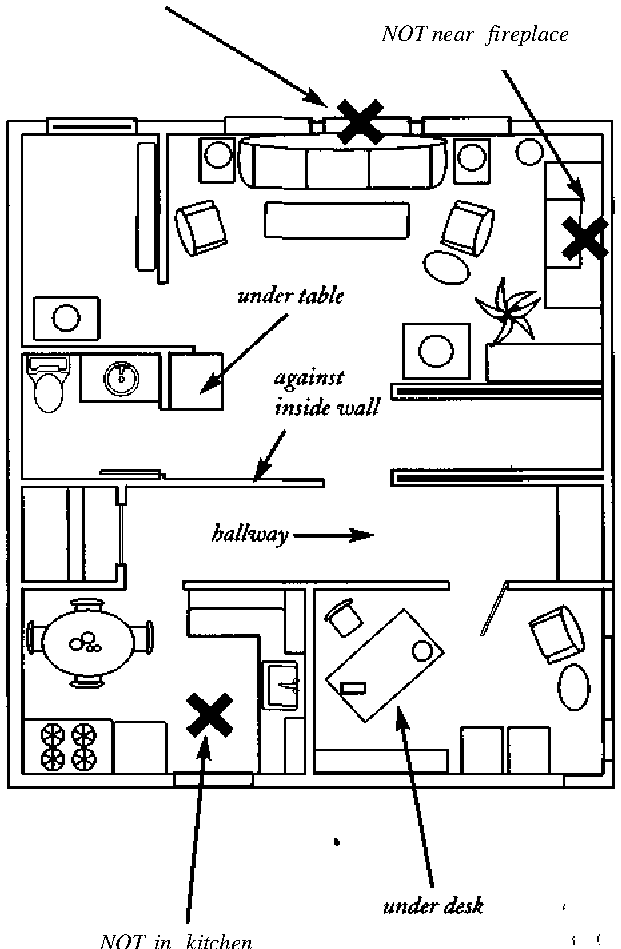 NOT near fireplace
under table
against
inside wall
hallway
under desk
NOT in kitchen